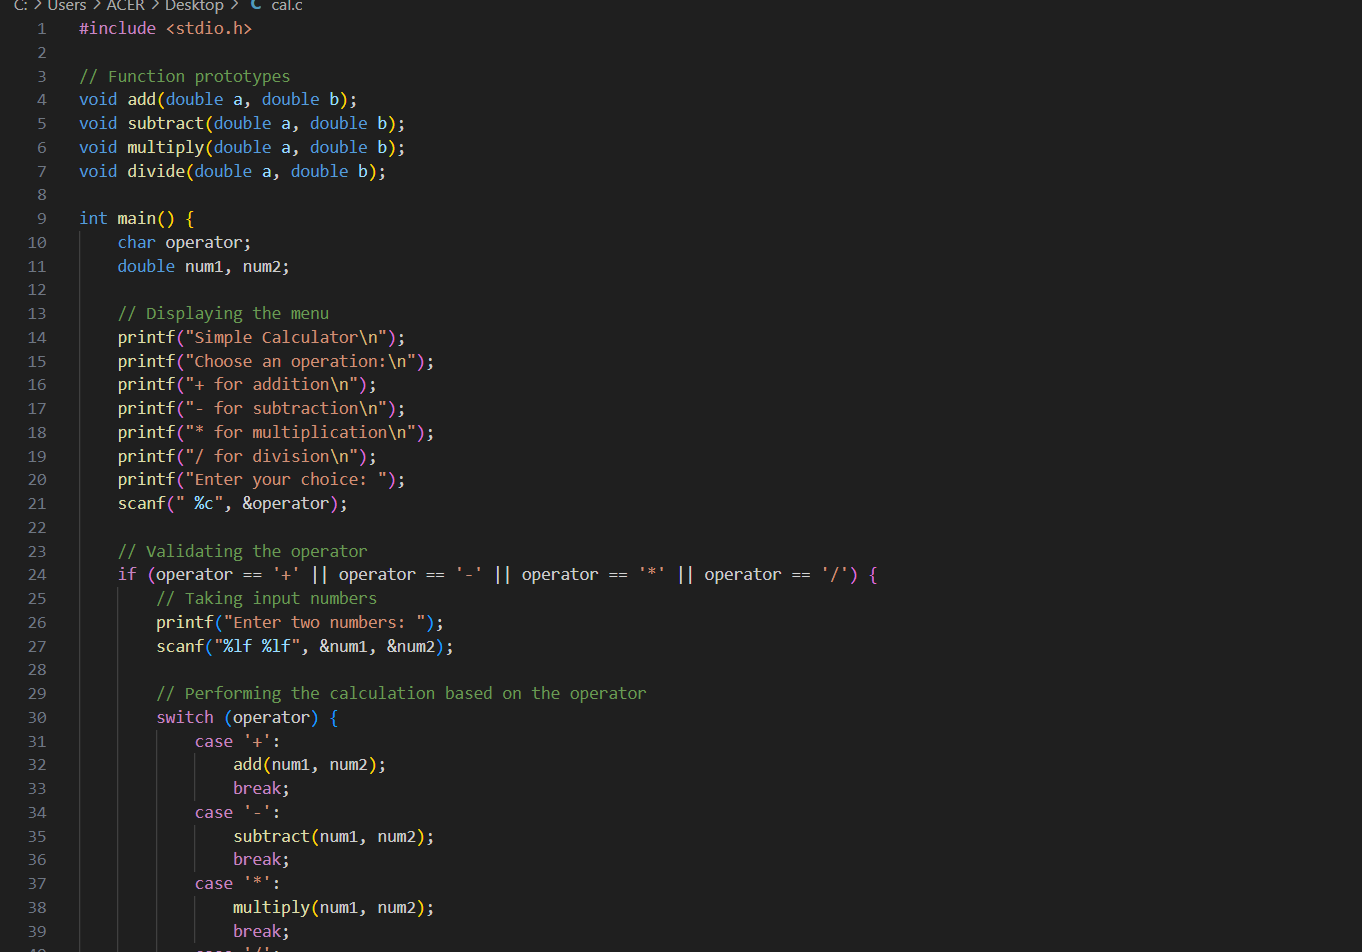 C: > Users > ACER > Desktop > C cal.c
1 #include <stdio.h>
2
3 // Function prototypes
4 void add(double a, double b);
5 void subtract(double a, double b);
6 void multiply(double a, double b);
7 void divide(double a, double b);
8
9 int main() {
10     char operator;
11     double num1, num2;
12
13     // Displaying the menu
14     printf("Simple Calculator\n");
15     printf("Choose an operation:\n");
16     printf("+ for addition\n");
17     printf("- for subtraction\n");
18     printf("* for multiplication\n");
19     printf("/ for division\n");
20     printf("Enter your choice: ");
21     scanf(" %c", &operator);
22
23     // Validating the operator
24     if (operator == '+' || operator == '-' || operator == '*' || operator == '/') {
25         // Taking input numbers
26         printf("Enter two numbers: ");
27         scanf("%lf %lf", &num1, &num2);
28
29         // Performing the calculation based on the operator
30         switch (operator) {
31             case '+':
32                 add(num1, num2);
33                 break;
34             case '-':
35                 subtract(num1, num2);
36                 break;
37             case '*':
38                 multiply(num1, num2);
39                 break;